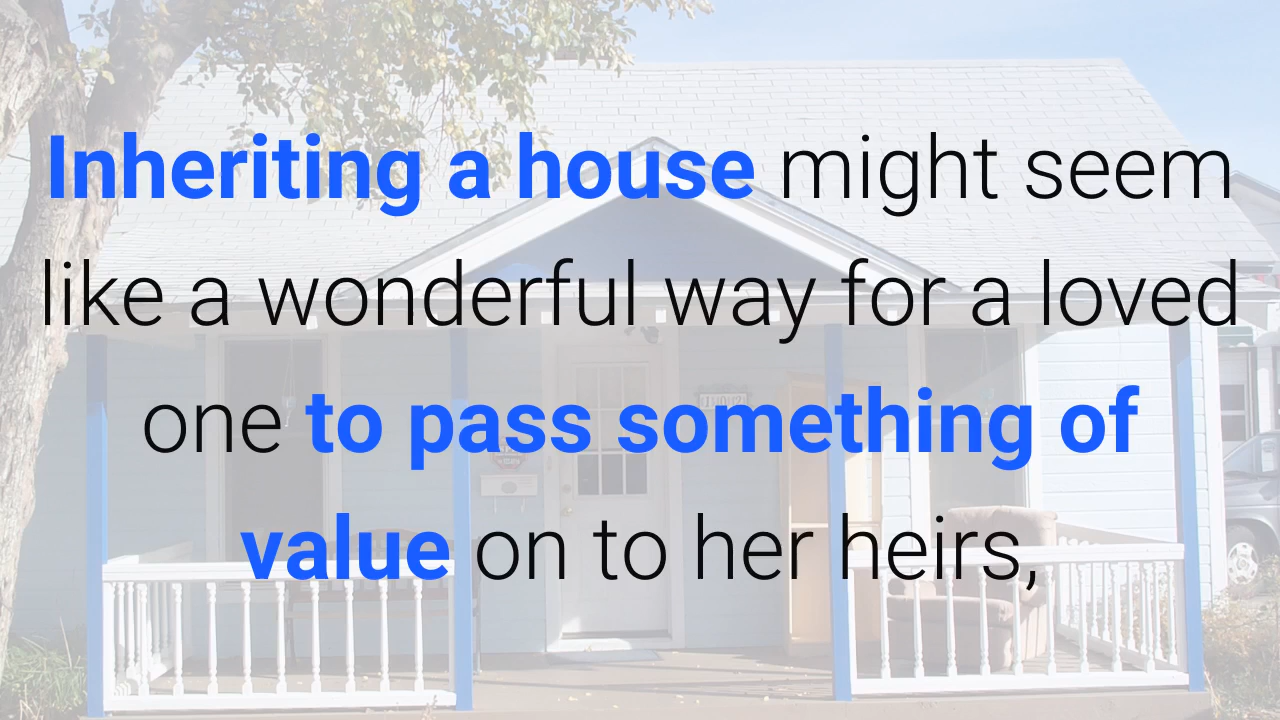 Inheriting a house might seem
like a wonderful way for a loved
one to pass something of
value on to her heirs,